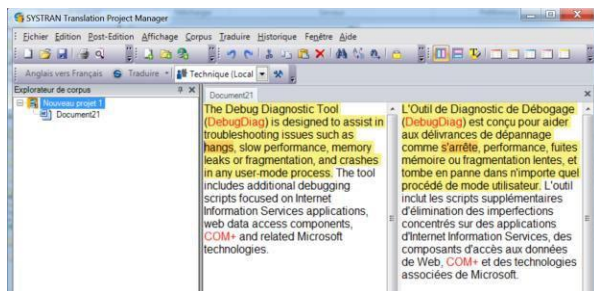 SYSTRAN Translation Project Manager
Fichier Edition Post-Edition Affichage Corpus Traduire Historique Fenêtre Aide
Anglais vers Français Traduire Technique (Local
Explorateur de corpus
Document21
Nouveau projet 1
Document21
The Debug Diagnostic Tool
(DebugDiag) is designed to assist in
troubleshooting issues such as
hangs, slow performance, memory
leaks or fragmentation, and crashes
in any user-mode process. The tool
includes additional debugging
scripts focused on Internet
Information Services applications,
web data access components,
COM+ and related Microsoft
technologies.
L'Outil de Diagnostic de Débogage
(DebugDiag) est conçu pour aider
aux délivrances de dépannage
comme s'arrête, performance, fuites
mémoire ou fragmentation lentes, et
tombe en panne dans n'importe quel
procédé de mode utilisateur. L'outil
inclut les scripts supplémentaires
d'élimination des imperfections
concentrés sur des applications
d'Internet Information Services, des
composants d'accès aux données
de Web, COM+ et des technologies
associées de Microsoft.